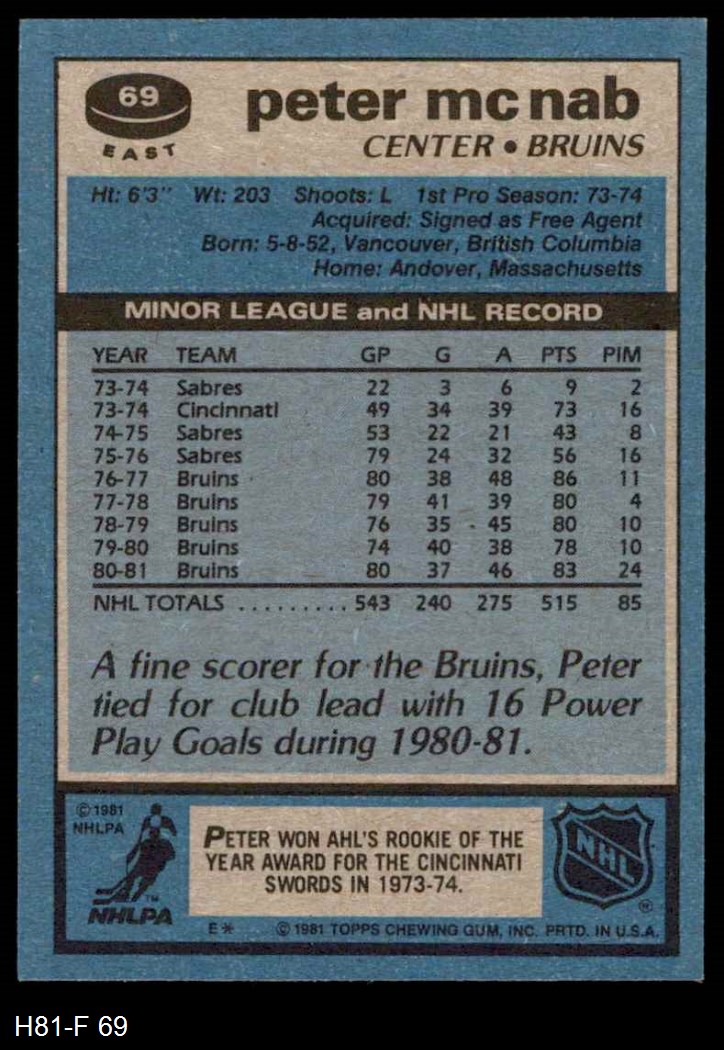 69
EAST
peter mc nab
CENTER • BRUINS
Ht: 6'3" Wt: 203 Shoots: L 1st Pro Season: 73-74
Acquired: Signed as Free Agent
Born: 5-8-52, Vancouver, British Columbia
Home: Andover, Massachusetts
MINOR LEAGUE and NHL RECORD
YEAR TEAM GP G A PTS PIM
73-74 Sabres 22 3 6 9 2
73-74 Cincinnati 49 34 39 73 16
74-75 Sabres 53 22 21 43 8
75-76 Sabres 79 24 32 56 16
76-77 Bruins 80 38 48 86 11
77-78 Bruins 79 41 39 80 4
78-79 Bruins 76 35 45 80 10
79-80 Bruins 74 40 38 78 10
80-81 Bruins 80 37 46 83 24
NHL TOTALS ......... 543 240 275 515 85
A fine scorer for the Bruins, Peter
tied for club lead with 16 Power
Play Goals during 1980-81.
© 1981
NHLPA
TM
NHLPA
PETER WON AHL'S ROOKIE OF THE
YEAR AWARD FOR THE CINCINNATI
SWORDS IN 1973-74.
NHL
®
E* © 1981 TOPPS CHEWING GUM, INC. PRTD. IN U.S.A.
H81-F 69